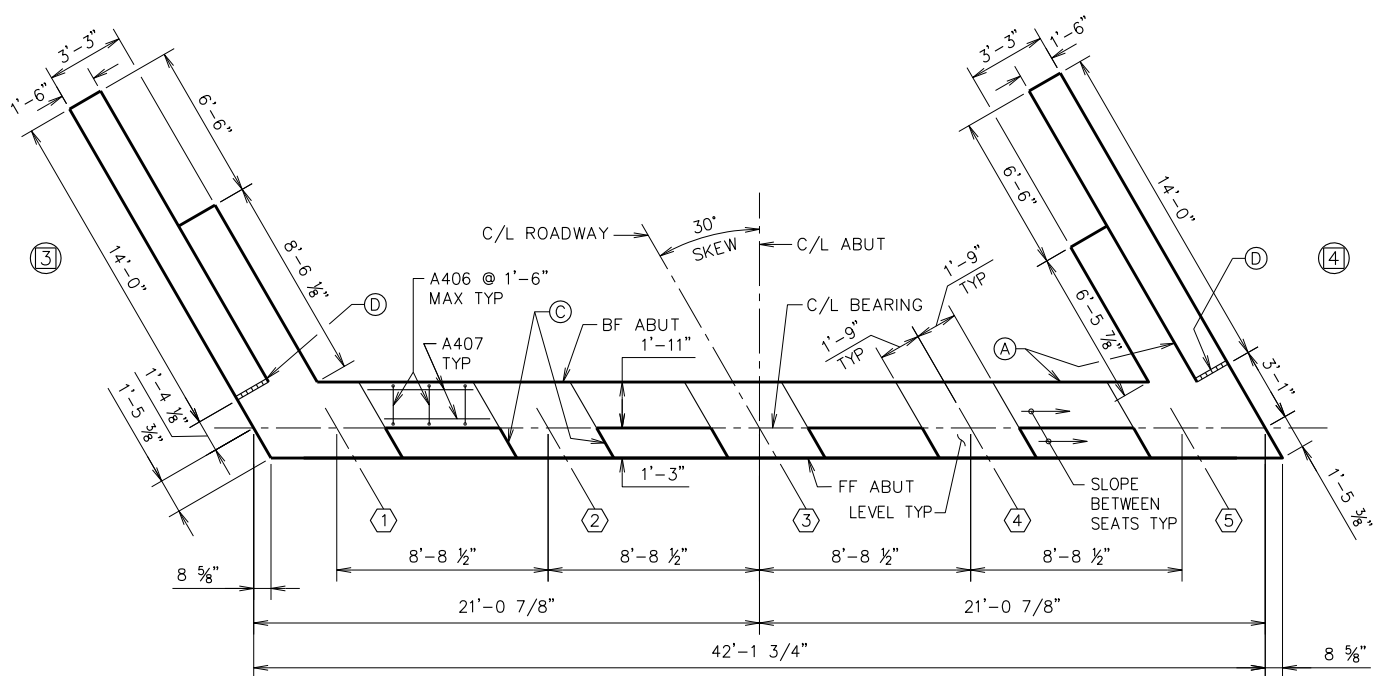 3'-3"
1'-6"
6'-6"
14'-0"
8'-6 ⅛"
1'-4 ⅛"
1'-5 ⅜"
3
D
A406 @ 1'-6"
MAX TYP
A407
TYP
C
BF ABUT
1'-11"
C/L ROADWAY
30°
SKEW
C/L ABUT
C/L BEARING
1'-9"
TYP
1'-9"
TYP
3'-3"
1'-6"
6'-6"
14'-0"
6'-5 ⅞"
A
D
4
3'-1"
1'-5 ⅜"
1'-3"
FF ABUT
LEVEL TYP
SLOPE
BETWEEN
SEATS TYP
1
2
3
4
5
8'-8 ½"
8'-8 ½"
8'-8 ½"
8'-8 ½"
8 ⅝"
21'-0 7/8"
21'-0 7/8"
42'-1 3/4"
8 ⅝"